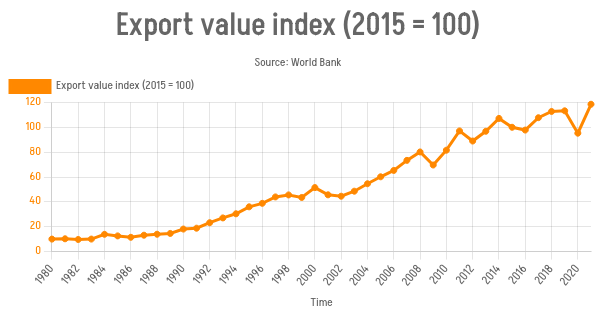 Export value index (2015 = 100)
Source: World Bank
Export value index (2015 = 100)
120
100
80
60
40
20
0
1980 1982 1984 1986 1988 1990 1992 1994 1996 1998 2000 2002 2004 2006 2008 2010 2012 2014 2016 2018 2020
Time